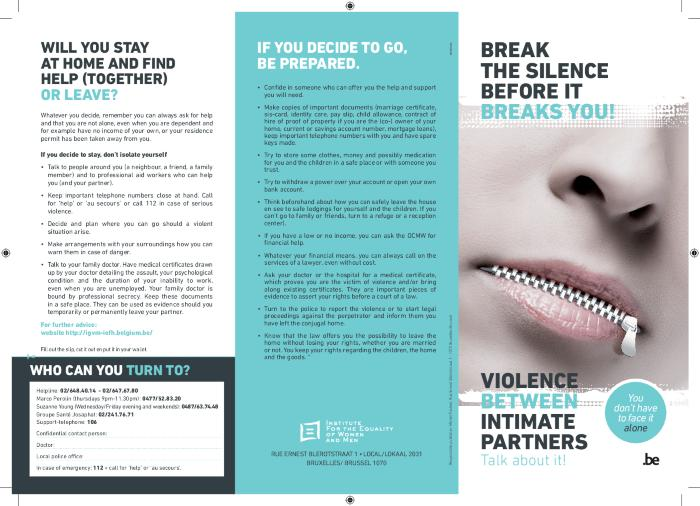 WILL YOU STAY
AT HOME AND FIND
HELP (TOGETHER)
OR LEAVE?
Whatever you decide, remember you can always ask for help
and that you are not alone, even when you are dependent and
for example have no income of your own, or your residence
permit has been taken away from you.
If you decide to stay, don't isolate yourself
• Talk to people around you (a neighbour, a friend, a family
member) and to professional aid workers who can help
you (and your partner).
• Keep important telephone numbers close at hand. Call
for 'help' or 'au secours' or call 112 in case of serious
violence.
• Decide and plan where you can go should a violent
situation arise.
• Make arrangements with your surroundings how you can
warn them in case of danger.
• Talk to your family doctor. Have medical certificates drawn
up by your doctor detailing the assault, your psychological
condition and the duration of your inability to work,
even when you are unemployed. Your family doctor is
bound by professional secrecy. Keep these documents
in a safe place. They can be used as evidence should you
temporarily or permanently leave your partner.
For further advice:
website http://igvm-iefh.belgium.be/
Fill out the slip, cut it out en put it in your wallet
WHO CAN YOU TURN TO?
Helpline: 02/648.40.14 - 02/647.67.80
Marco Peroin (thursdays 9pm-11.30pm): 0477/52.83.20
Suzanne Young (Wednesday/Friday evening and weekends): 0487/63.74.48
Groupe Santé Josaphat: 02/241.76.71
Support-telephone: 106
Confidential contact person:
Doctor:
Local police office:
In case of emergency: 112 + call for 'help' or 'au secours'.
IF YOU DECIDE TO GO,
BE PREPARED.
• Confide in someone who can offer you the help and support
you will need.
• Make copies of important documents (marriage certificate,
sis-card, identity care, pay slip, child allowance, contract of
hire of proof of property if you are the (co-) owner of your
home, current or savings account number, mortgage loans),
keep important telephone numbers with you and have spare
keys made.
• Try to store some clothes, money and possibly medication
for you and the children in a safe place or with someone you
trust.
• Try to withdraw a power over your account or open your own
bank account.
• Think beforehand about how you can safely leave the house
en see to safe lodgings for yourself and the children. If you
can't go to family or friends, turn to a refuge or a reception
center).
• If you have a low or no income, you can ask the OCMW for
financial help.
• Whatever your financial means, you can always call on the
services of a lawyer, even without cost.
• Ask your doctor or the hospital for a medical certificate,
which proves you are the victim of violence and/or bring
along existing certificates. They are important pieces of
evidence to assert your rights before a court of a law.
• Turn to the police to report the violence or to start legal
proceedings against the perpetrator and inform them you
have left the conjugal home.
• Know that the law offers you the possibility to leave the
home without losing your rights, whether you are married
or not. You keep your rights regarding the children, the home
and the goods.
INSTITUTE
FOR THE EQUALITY
OF WOMEN
AND MEN
RUE ERNEST BLEROTSTRAAT 1 • LOCAL/LOKAAL 2031
BRUXELLES/ BRUSSEL 1070
BREAK
THE SILENCE
BEFORE IT
BREAKS YOU!
VIOLENCE
BETWEEN
INTIMATE
PARTNERS
Talk about it!
You
don't have
to face it
alone
.be